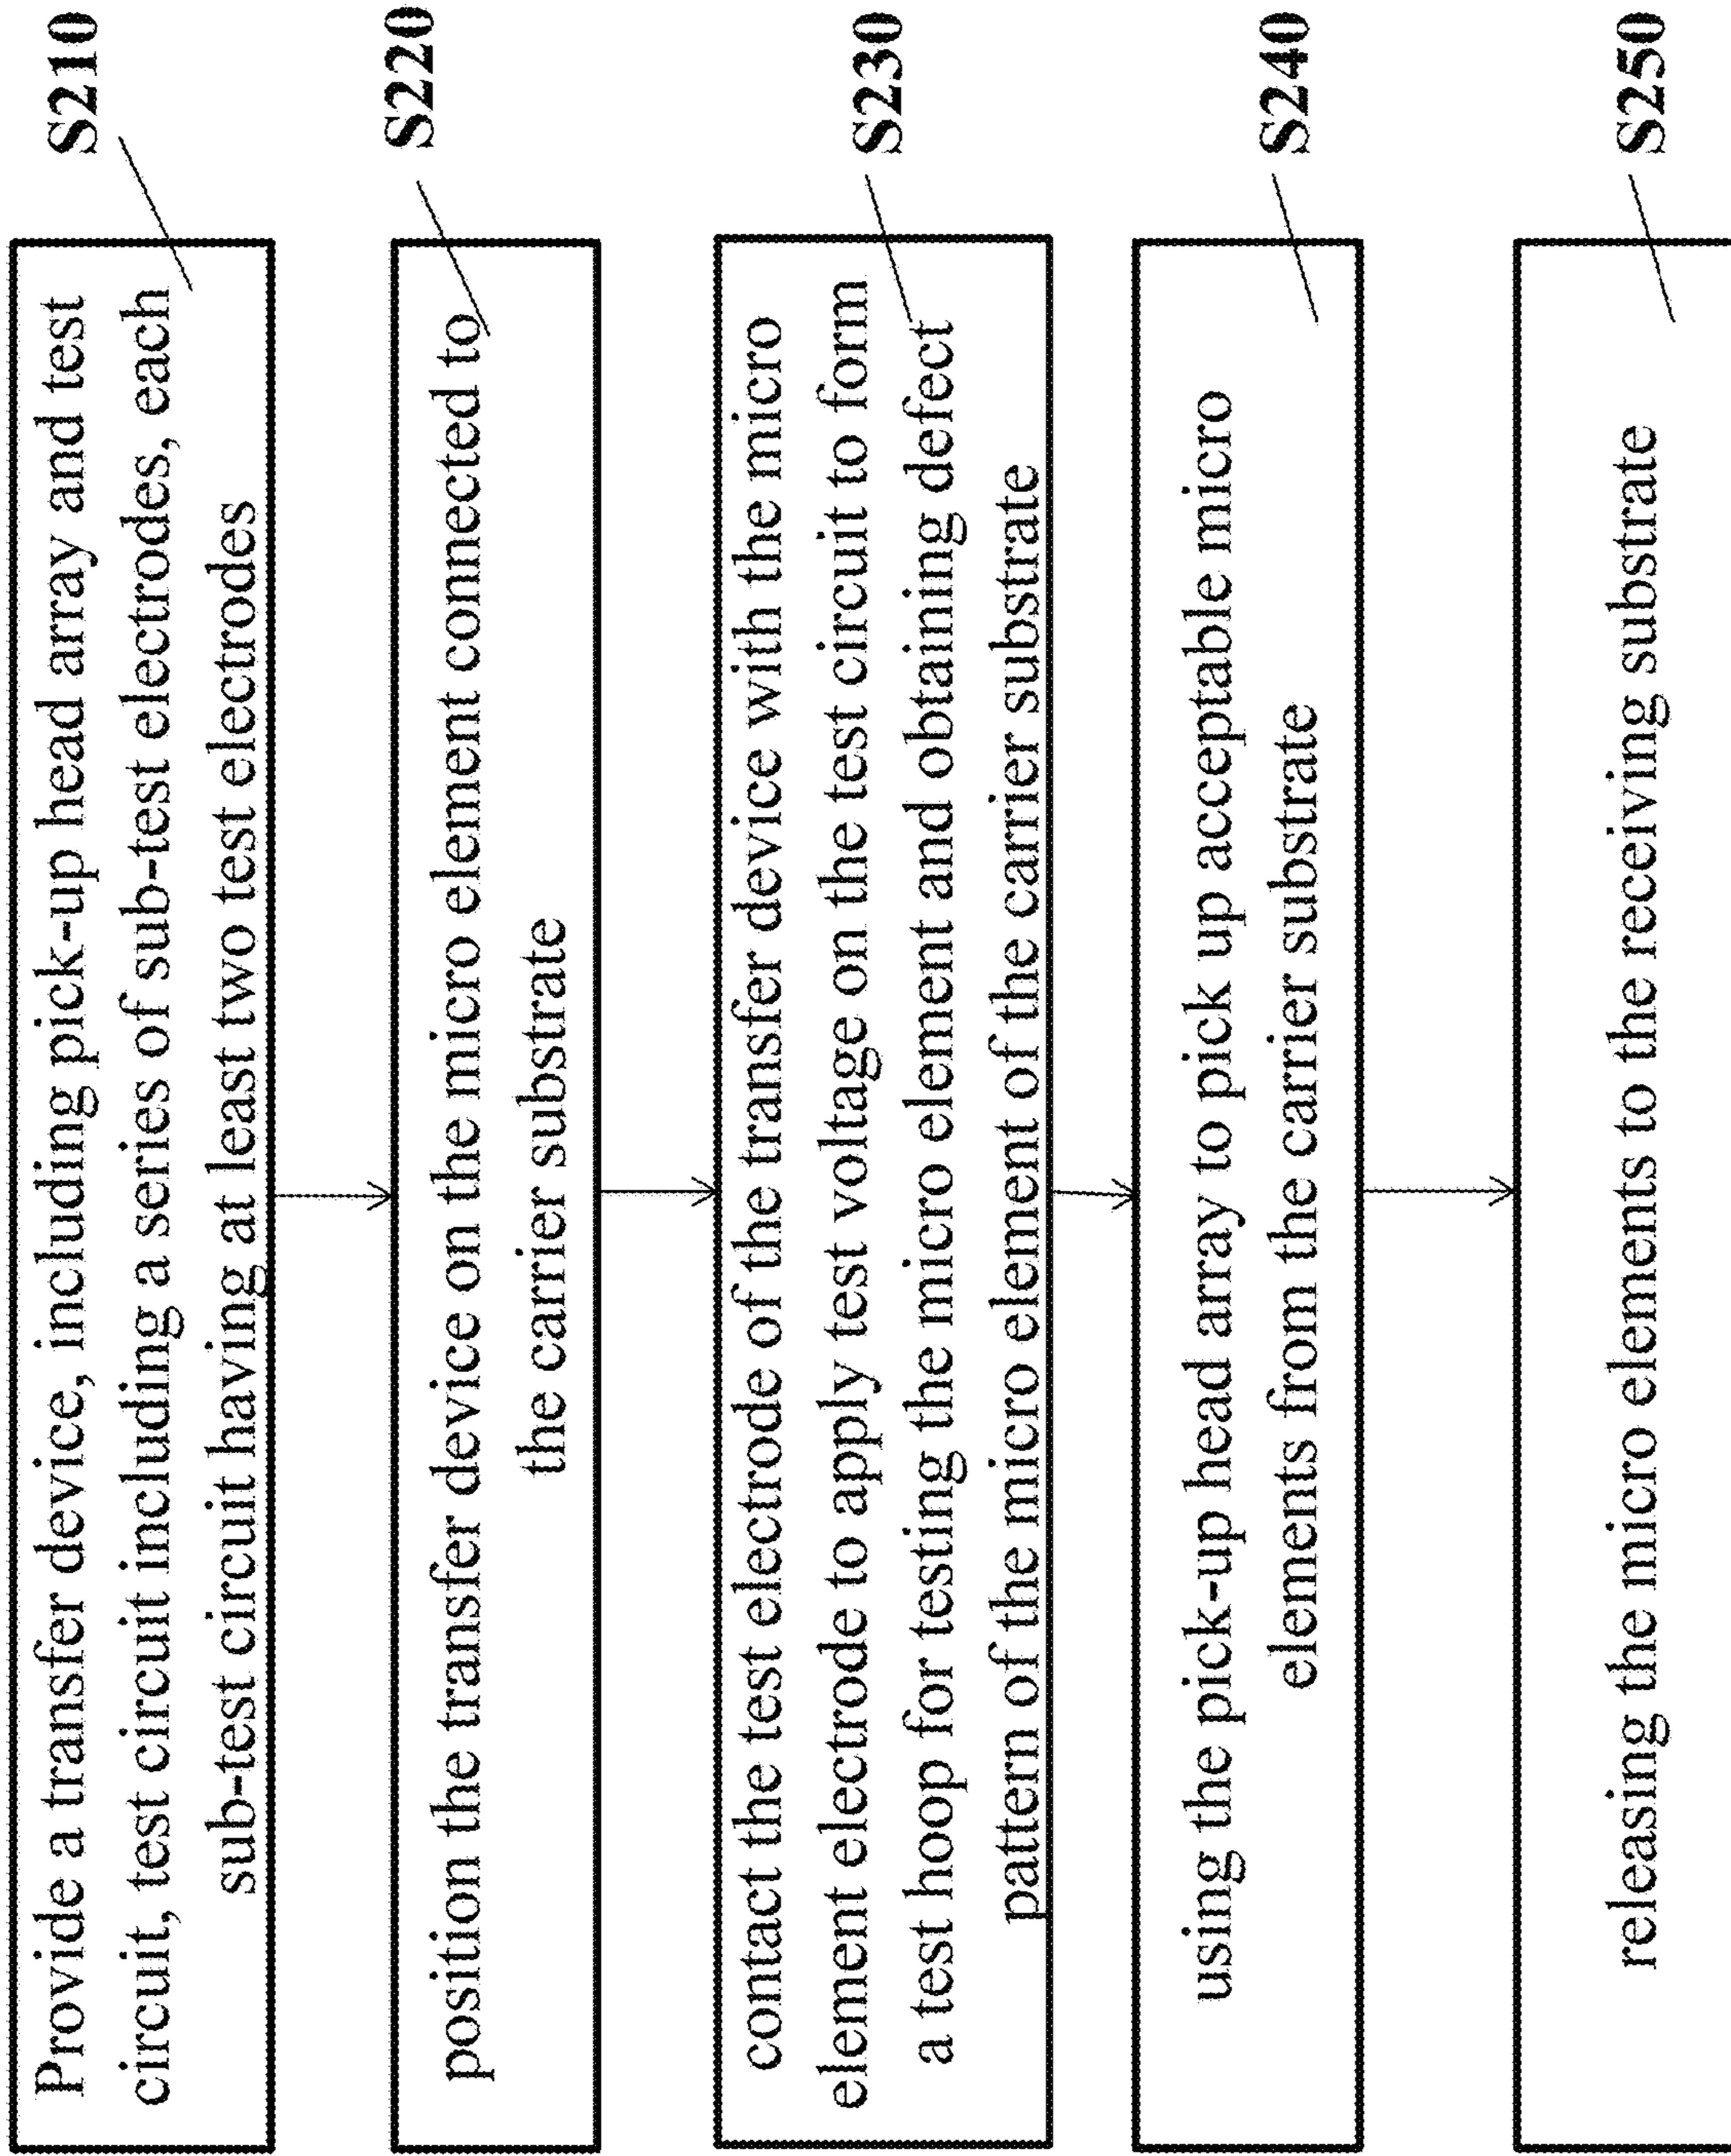 Provide a transfer device, including pick-up head array and test
circuit, test circuit including a series of sub-test electrodes, each
sub-test circuit having at least two test electrodes
S210
position the transfer device on the micro element connected to
the carrier substrate
S220
contact the test electrode of the transfer device with the micro
element electrode to apply test voltage on the test circuit to form
a test hoop for testing the micro element and obtaining defect
pattern of the micro element of the carrier substrate
S230
using the pick-up head array to pick up acceptable micro
elements from the carrier substrate
S240
releasing the micro elements to the receiving substrate
S250